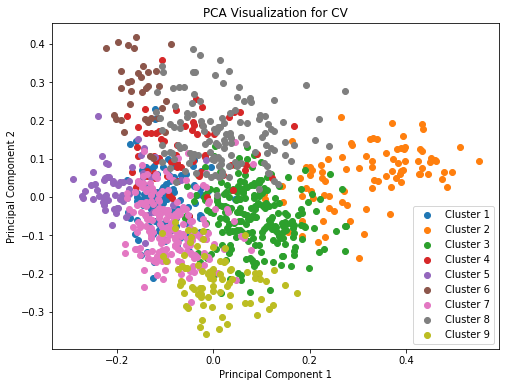 PCA Visualization for CV
Principal Component 2
0.4
0.3
0.2
0.1
0.0
−0.1
−0.2
−0.3
Cluster 1
Cluster 2
Cluster 3
Cluster 4
Cluster 5
Cluster 6
Cluster 7
Cluster 8
Cluster 9
−0.2
0.0
0.2
0.4
Principal Component 1